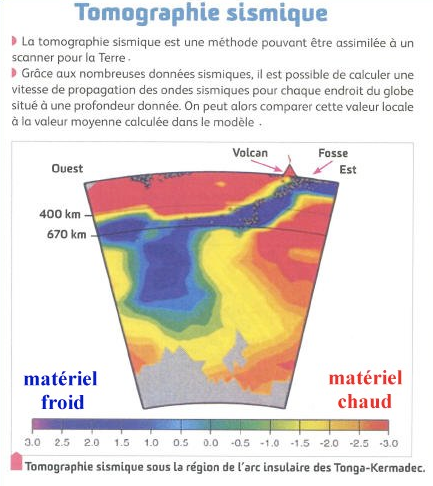 Tomographie sismique
La tomographie sismique est une méthode pouvant être assimilée à un
scanner pour la Terre.
Grâce aux nombreuses données sismiques, il est possible de calculer une
vitesse de propagation des ondes sismiques pour chaque endroit du globe
situé à une profondeur donnée. On peut alors comparer cette valeur locale
à la valeur moyenne calculée dans le modèle .
Volcan Fosse
Ouest Est
400 km
670 km
matériel froid
matériel chaud
3.0 2.5 2.0 1.5 1.0 0.5 0.0 -0.5 -1.0 -1.5 -2.0 -2.5 -3.0
Tomographie sismique sous la région de l'arc insulaire des Tonga-Kermadec.